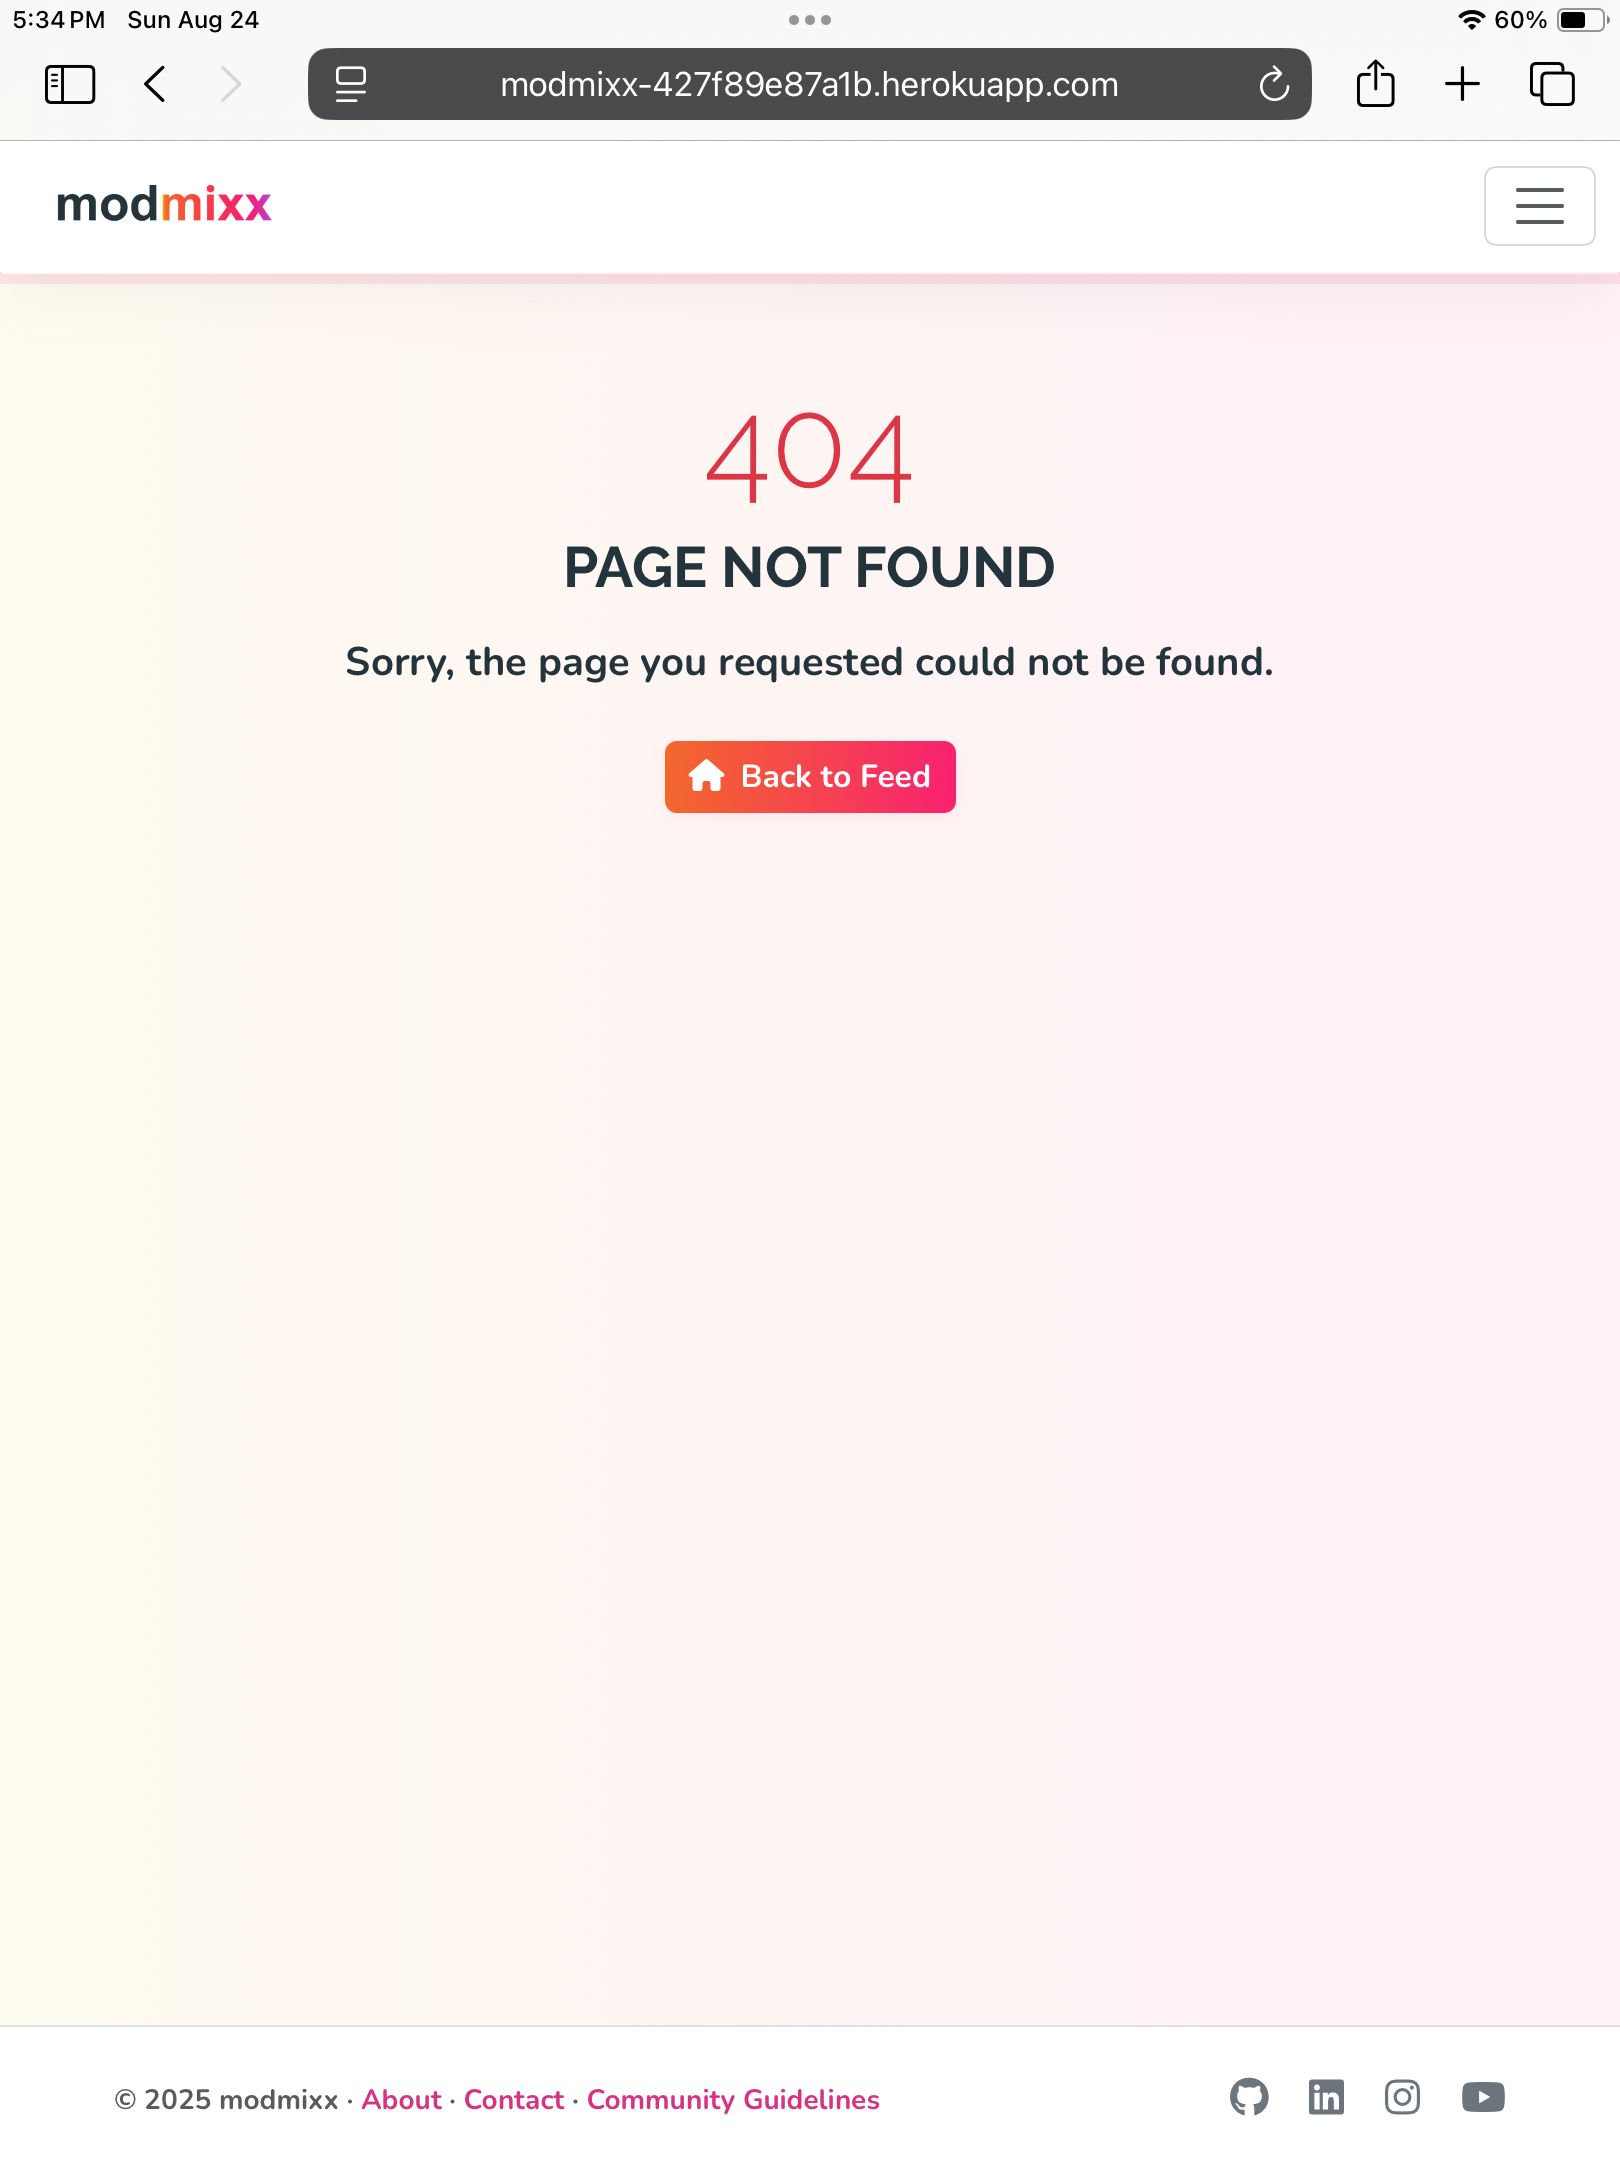 5:34 PM Sun Aug 24
60%
modmixx-427f89e87a1b.herokuapp.com
modmixx
404
PAGE NOT FOUND
Sorry, the page you requested could not be found.
Back to Feed
© 2025 modmixx · About · Contact · Community Guidelines
in